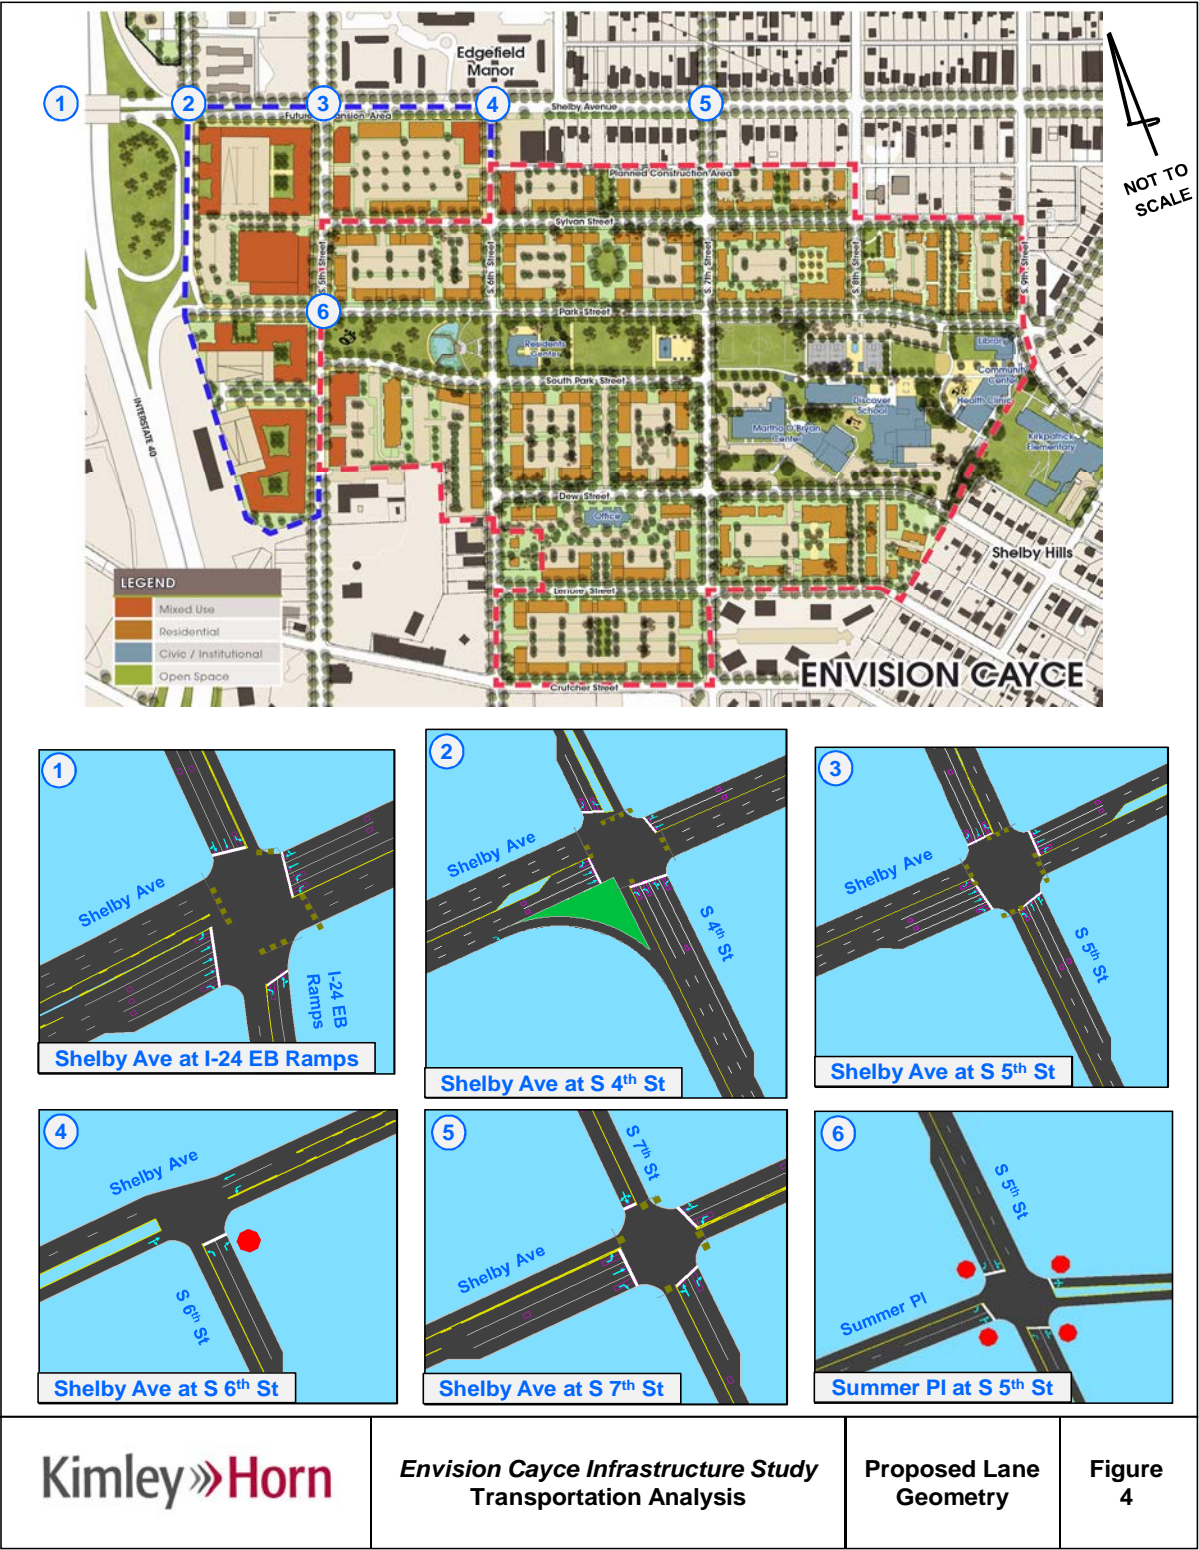 Edgefield
Manor
1
2
3
4
5
Shelby Avenue
Planned Construction Area
Sylvan Street
S. 5th Street
S. 6th Street
S. 7th Street
S. 8th Street
S. 9th Street
6
Park Street
Residents
Center
Library
Community
Center
South Park Street
Discover
School
Health Clinic
Martha O'Bryan
Center
Kirkpatrick
Elementary
INTERSTATE 40
Dew Street
Office
Shelby Hills
Lenore Street
Crutcher Street
ENVISION CAYCE
NOT TO
SCALE
LEGEND
Mixed Use
Residential
Civic / Institutional
Open Space
1
Shelby Ave
I-24 EB
Ramps
Shelby Ave at I-24 EB Ramps
2
Shelby Ave
S 4th St
Shelby Ave at S 4th St
3
Shelby Ave
S 5th St
Shelby Ave at S 5th St
4
Shelby Ave
S 6th St
Shelby Ave at S 6th St
5
S 7th St
Shelby Ave
Shelby Ave at S 7th St
6
S 5th St
Summer Pl
Summer Pl at S 5th St
Kimley»Horn
Envision Cayce Infrastructure Study
Transportation Analysis
Proposed Lane
Geometry
Figure
4